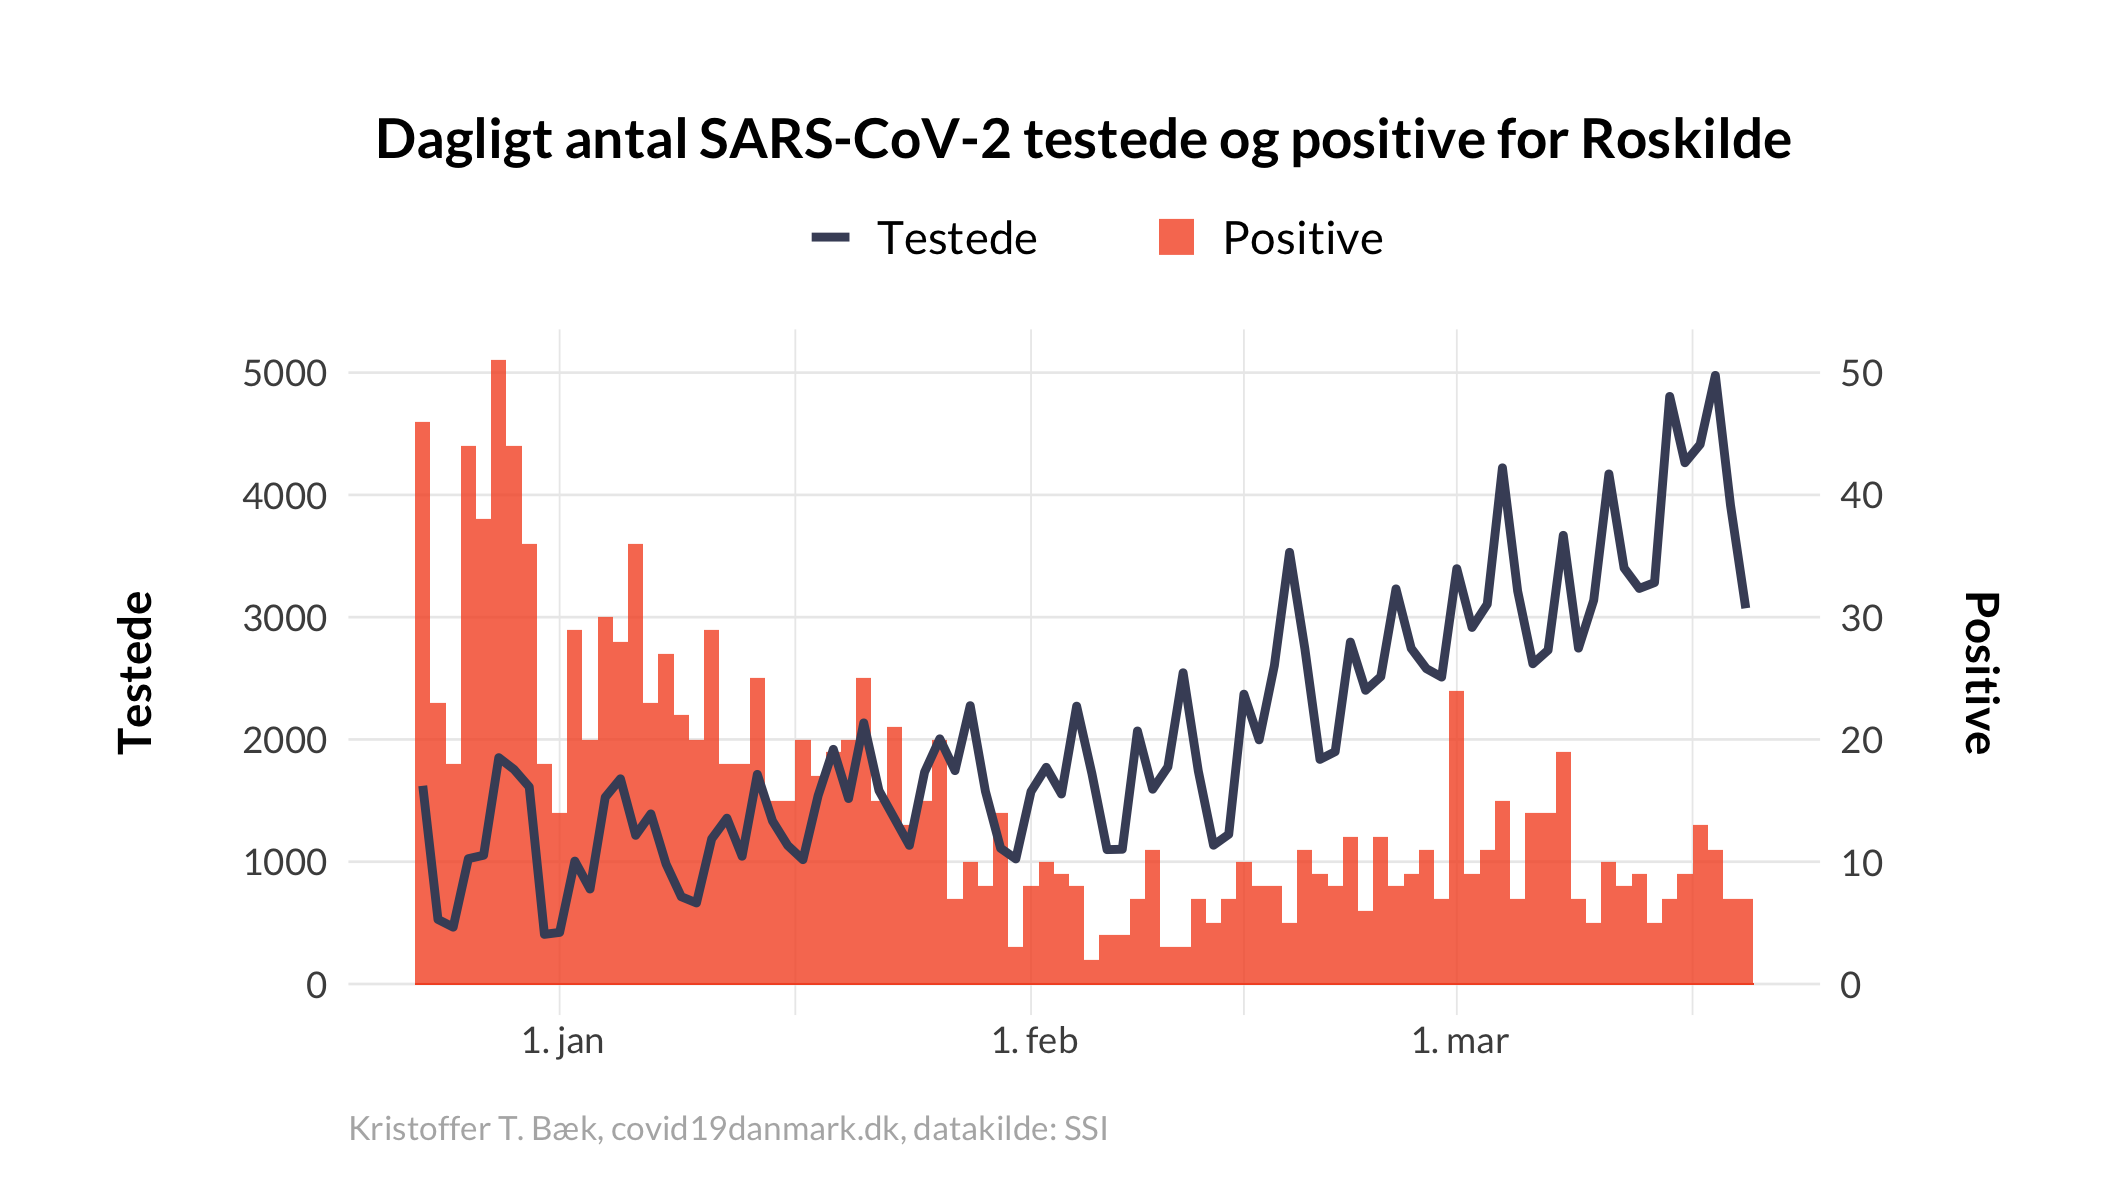 Dagligt antal SARS-CoV-2 testede og positive for Roskilde
Testede
Positive
5000
4000
3000
2000
1000
0
Testede
50
40
30
20
10
0
Positive
1. jan
1. feb
1. mar
Kristoffer T. Bæk, covid19danmark.dk, datakilde: SSI